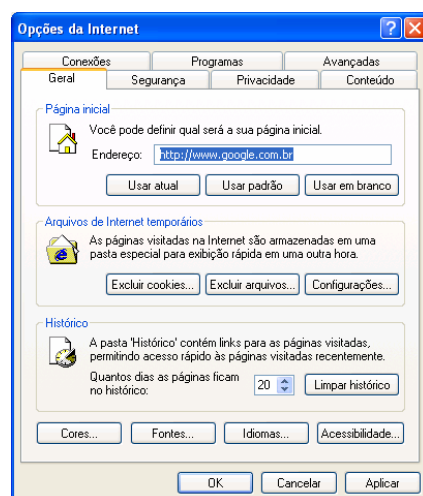 Opções da Internet
Conexões Programas Avançadas
Geral Segurança Privacidade Conteúdo
Página inicial
Você pode definir qual será a sua página inicial.
Endereço: http://www.google.com.br
Usar atual Usar padrão Usar em branco
Arquivos de Internet temporários
As páginas visitadas na Internet são armazenadas em uma
pasta especial para exibição rápida em uma outra hora.
Excluir cookies... Excluir arquivos... Configurações...
Histórico
A pasta 'Histórico' contém links para as páginas visitadas,
permitindo acesso rápido às páginas visitadas recentemente.
Quantos dias as páginas ficam
no histórico: 20 Limpar histórico
Cores... Fontes... Idiomas... Acessibilidade...
OK Cancelar Aplicar